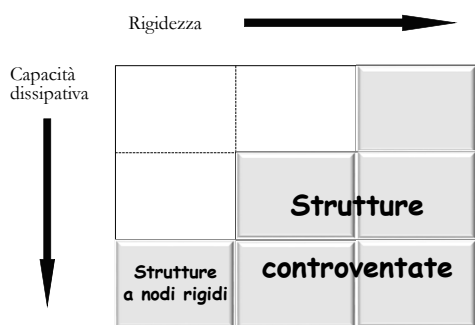 Rigidezza
Capacità
dissipativa
Strutture
controventate
Strutture
a nodi rigidi